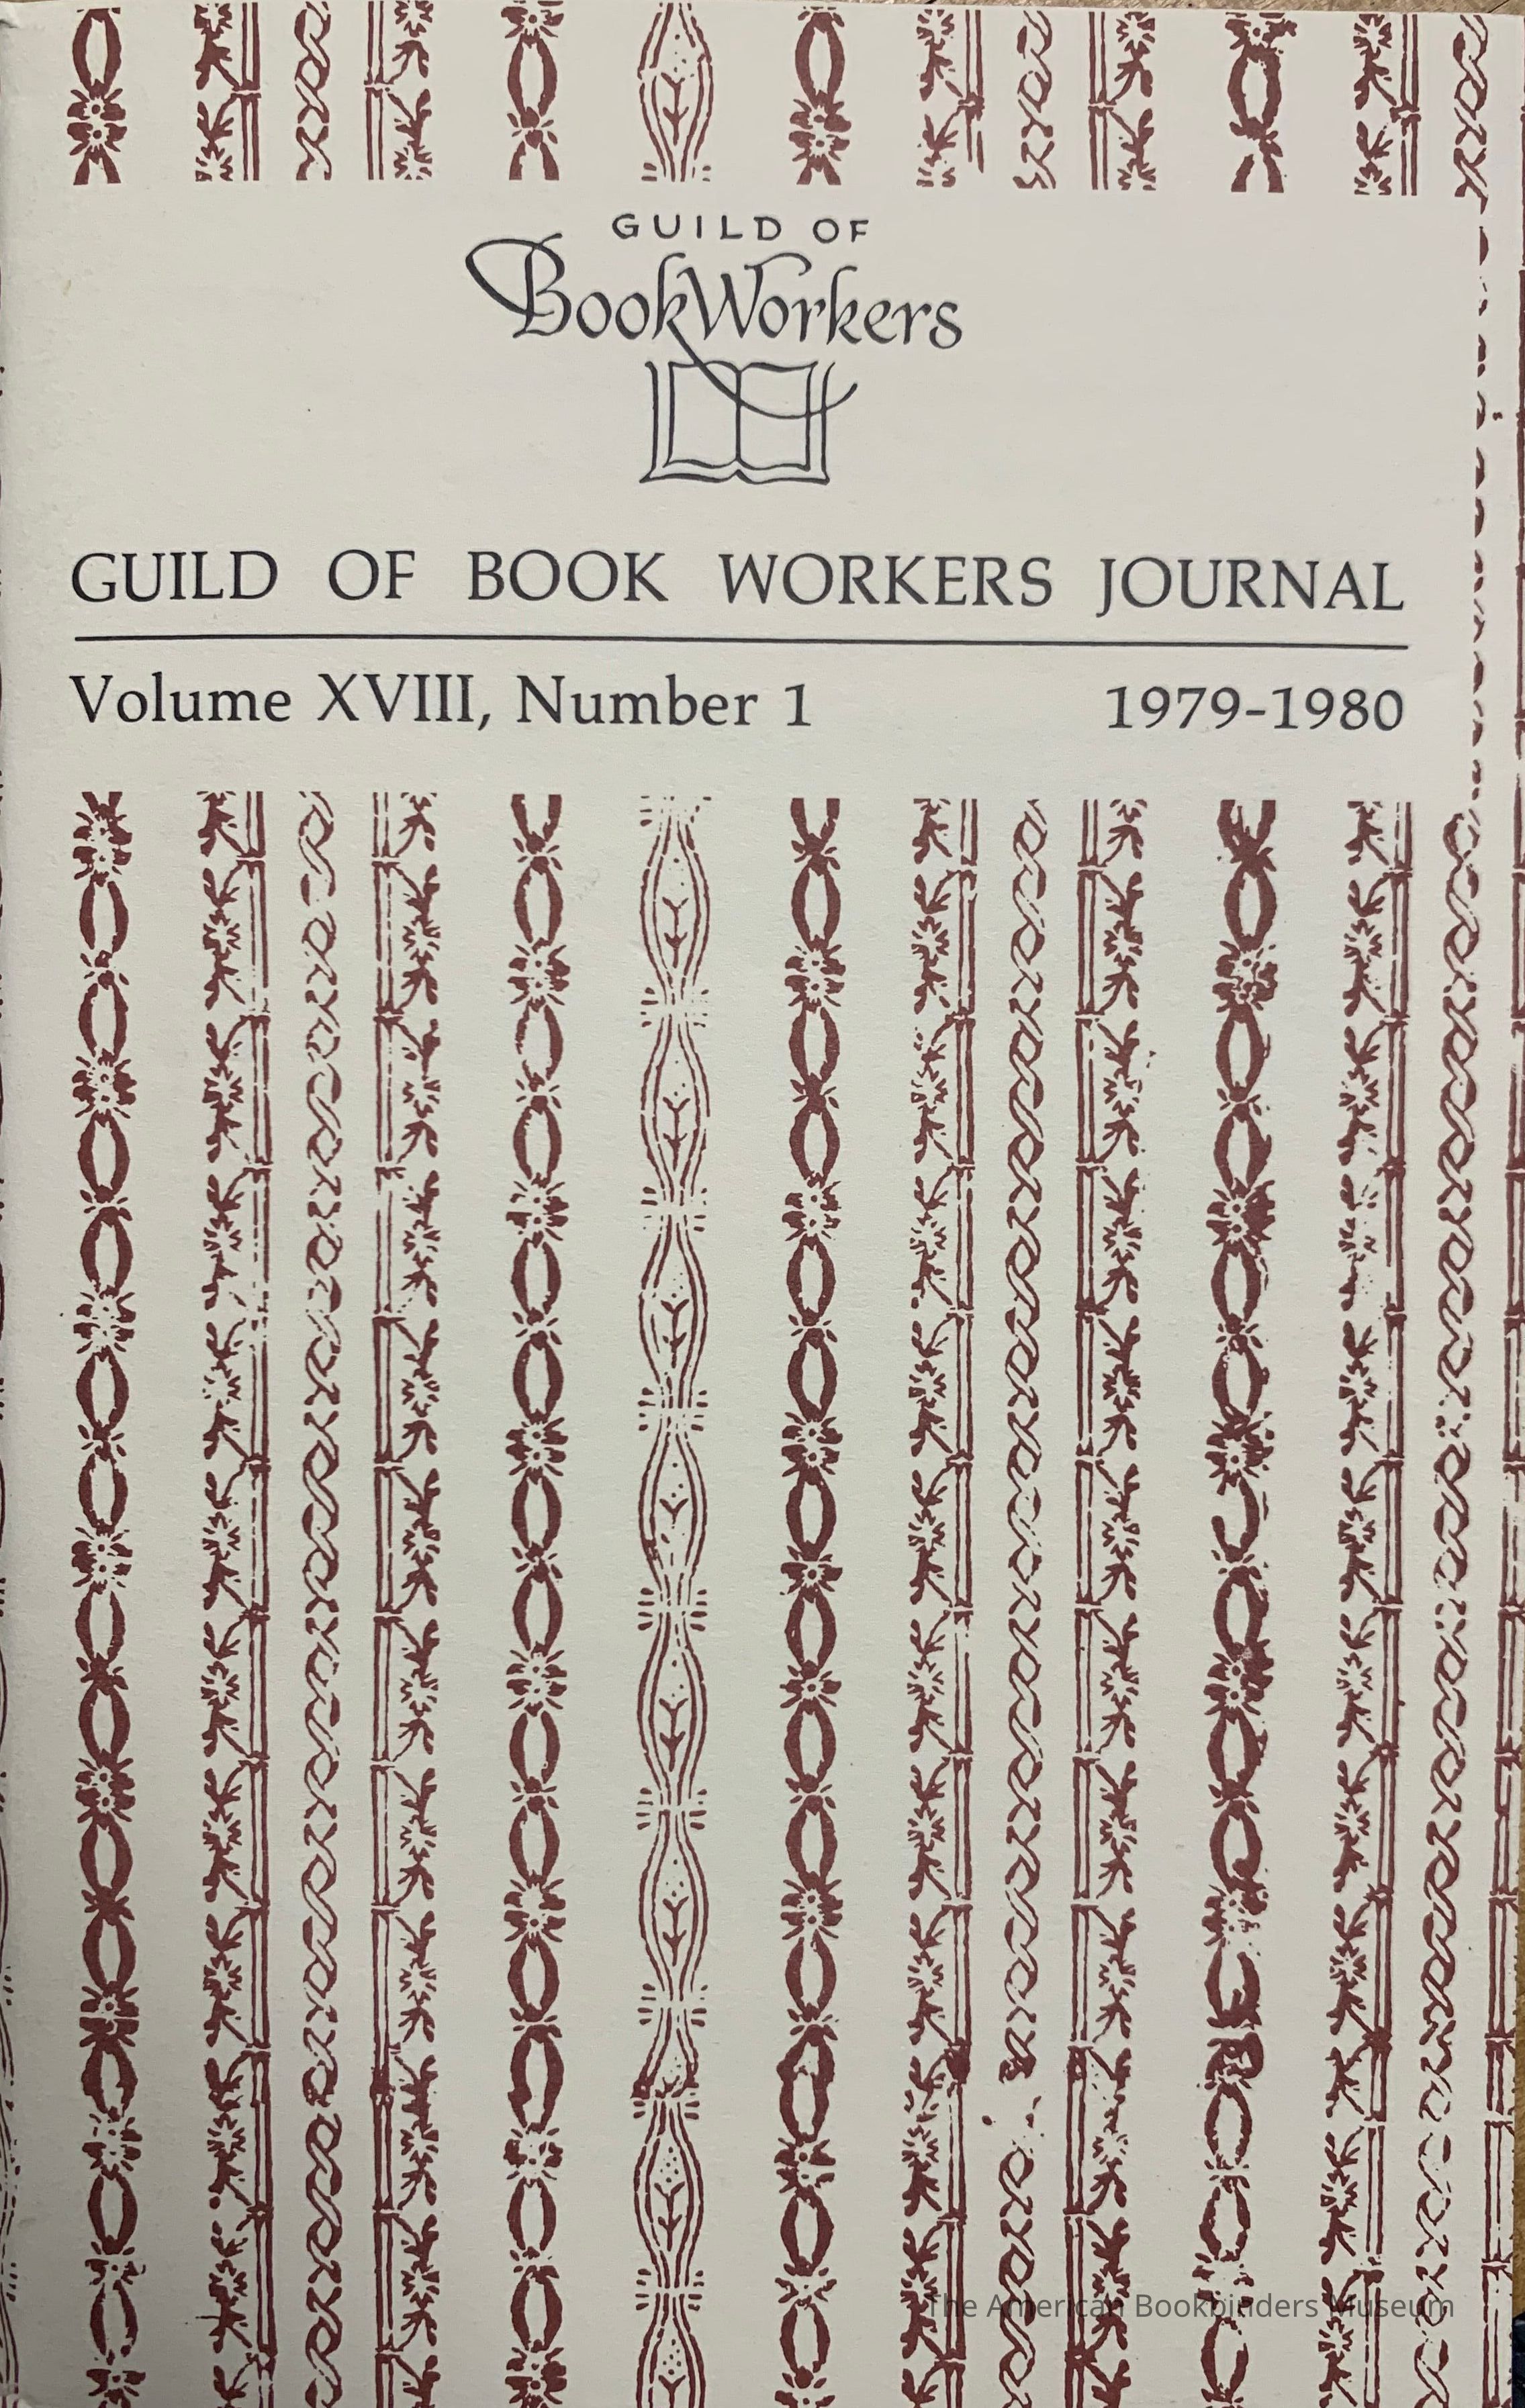 GUILD OF
BookWorkers
GUILD OF BOOK WORKERS JOURNAL
Volume XVIII, Number 1 1979-1980
The American Bookbinders Museum